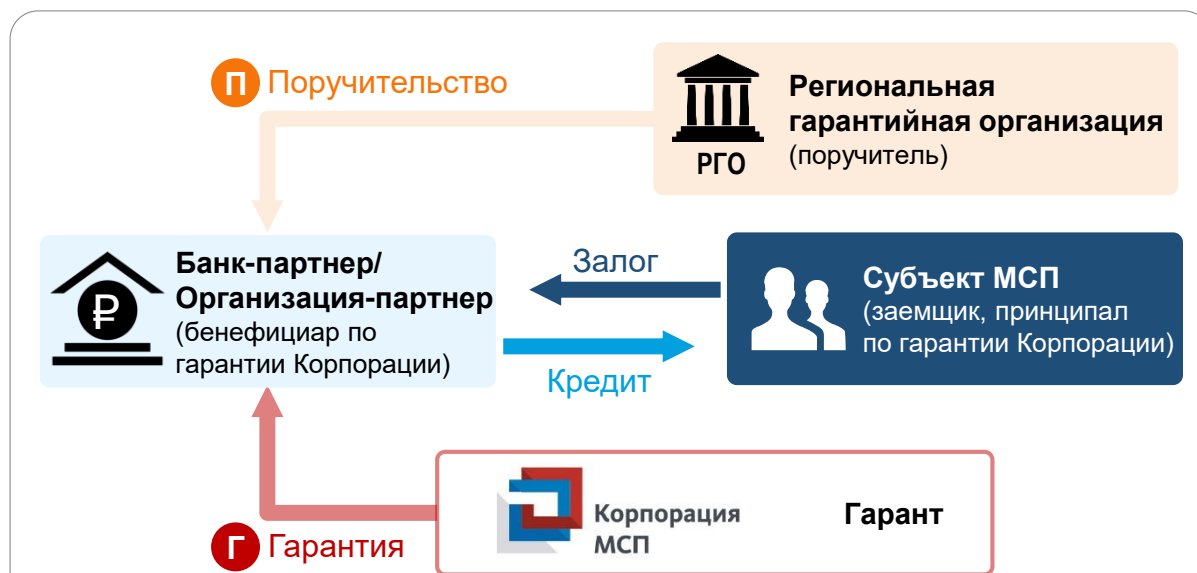 П Поручительство
Региональная
гарантийная организация
(поручитель)
РГО
Банк-партнер/
Организация-партнер
(бенефициар по
гарантии Корпорации)
₽
Залог
Кредит
Субъект МСП
(заемщик, принципал
по гарантии Корпорации)
Корпорация
МСП
Гарант
Г Гарантия